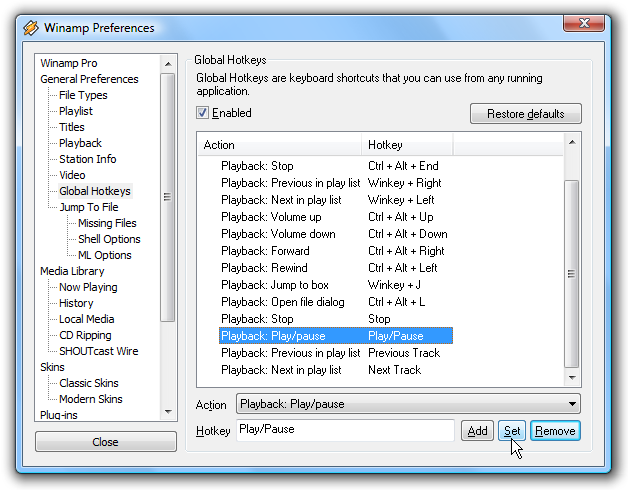 Winamp Preferences
Winamp Pro
General Preferences
File Types
Playlist
Titles
Playback
Station Info
Video
Global Hotkeys
Jump To File
Missing Files
Shell Options
ML Options
Media Library
Now Playing
History
Local Media
CD Ripping
SHOUTcast Wire
Skins
Classic Skins
Modern Skins
Plug-ins
Close
Global Hotkeys
Global Hotkeys are keyboard shortcuts that you can use from any running
application.
Enabled
Restore defaults
Action Hotkey
Playback: Stop Ctrl + Alt + End
Playback: Previous in play list Winkey + Right
Playback: Next in play list Winkey + Left
Playback: Volume up Ctrl + Alt + Up
Playback: Volume down Ctrl + Alt + Down
Playback: Forward Ctrl + Alt + Right
Playback: Rewind Ctrl + Alt + Left
Playback: Jump to box Winkey + J
Playback: Open file dialog Ctrl + Alt + L
Playback: Stop Stop
Playback: Play/pause Play/Pause
Playback: Previous in play list Previous Track
Playback: Next in play list Next Track
Action Playback: Play/pause
Hotkey Play/Pause Add Set Remove